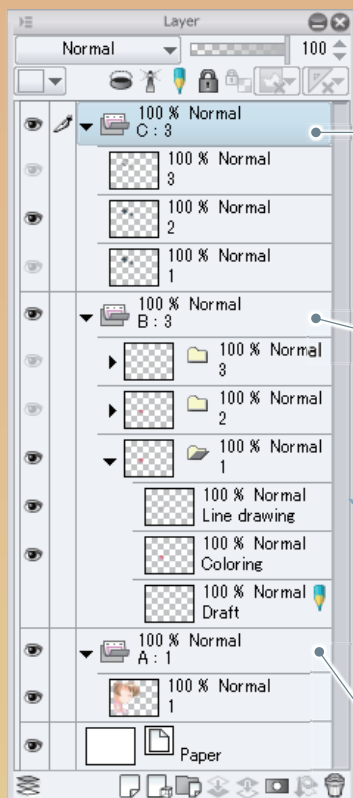 Layer
Normal 100
100 % Normal
C : 3
100 % Normal
3
100 % Normal
2
100 % Normal
1
100 % Normal
B : 3
100 % Normal
3
100 % Normal
2
100 % Normal
1
100 % Normal
Line drawing
100 % Normal
Coloring
100 % Normal
Draft
100 % Normal
A : 1
100 % Normal
1
Paper